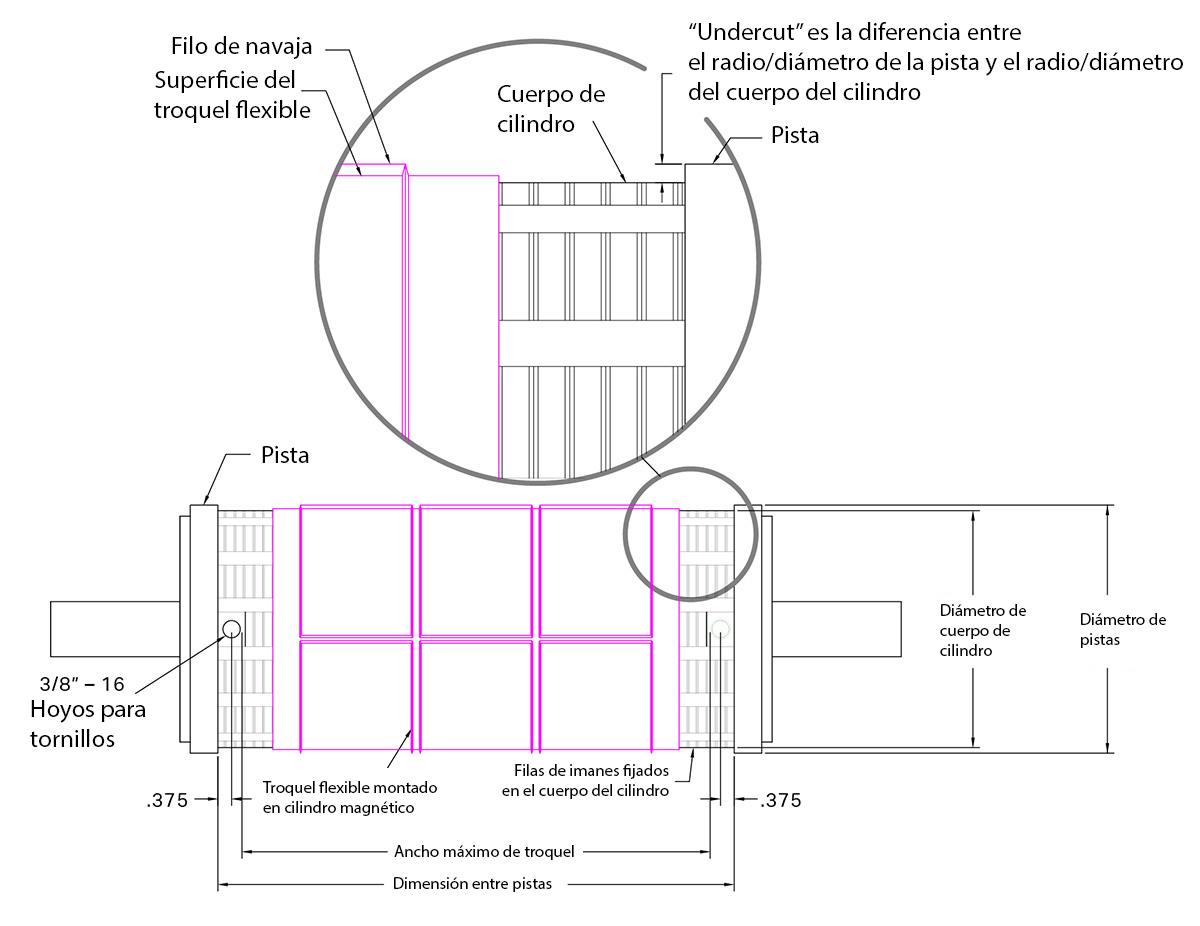 Filo de navaja
Superficie del
troquel flexible
Cuerpo de
cilindro
“Undercut” es la diferencia entre
el radio/diámetro de la pista y el radio/diámetro
del cuerpo del cilindro
Pista
Pista
3/8” – 16
Hoyos para
tornillos
Diámetro de
cuerpo de
cilindro
Diámetro de
pistas
Troquel flexible montado
en cilindro magnético
Filas de imanes fijados
en el cuerpo del cilindro
.375
.375
Ancho máximo de troquel
Dimensión entre pistas